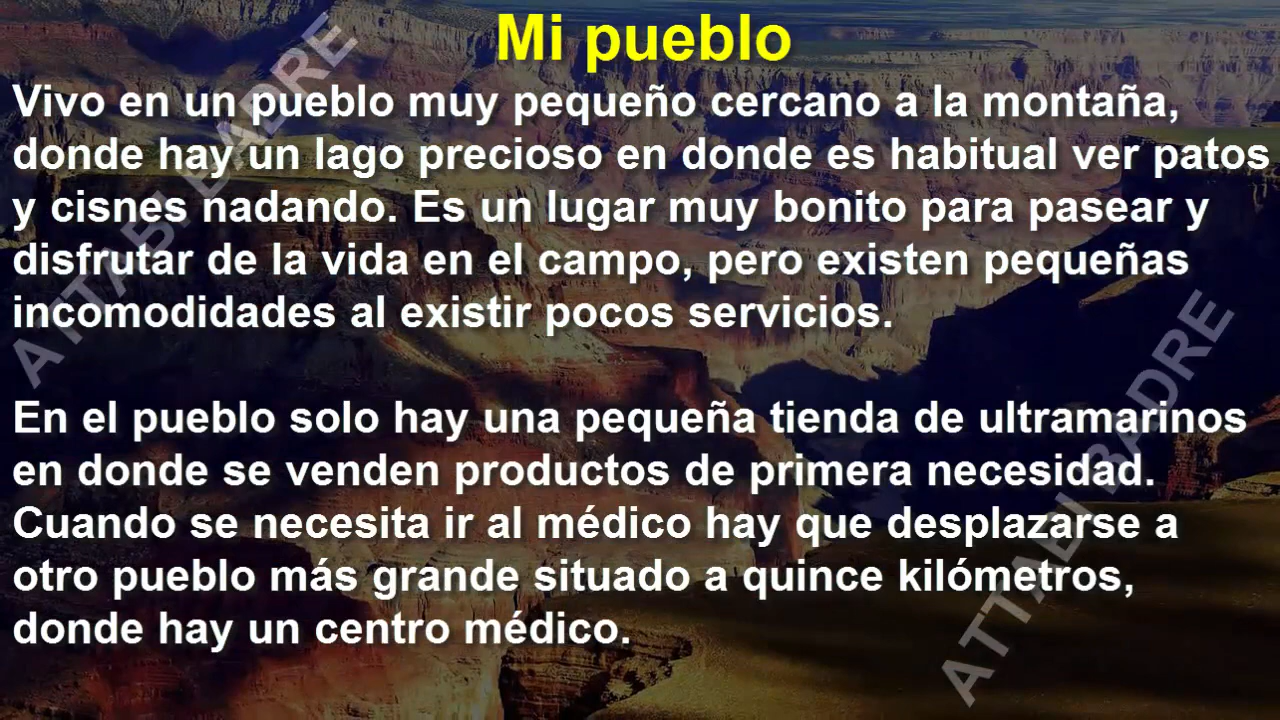 Mi pueblo
Vivo en un pueblo muy pequeño cercano a la montaña,
donde hay un lago precioso en donde es habitual ver patos
y cisnes nadando. Es un lugar muy bonito para pasear y
disfrutar de la vida en el campo, pero existen pequeñas
incomodidades al existir pocos servicios.
En el pueblo solo hay una pequeña tienda de ultramarinos
en donde se venden productos de primera necesidad.
Cuando se necesita ir al médico hay que desplazarse a
otro pueblo más grande situado a quince kilómetros,
donde hay un centro médico.
ATTABI BADRE
ATTABI BADRE